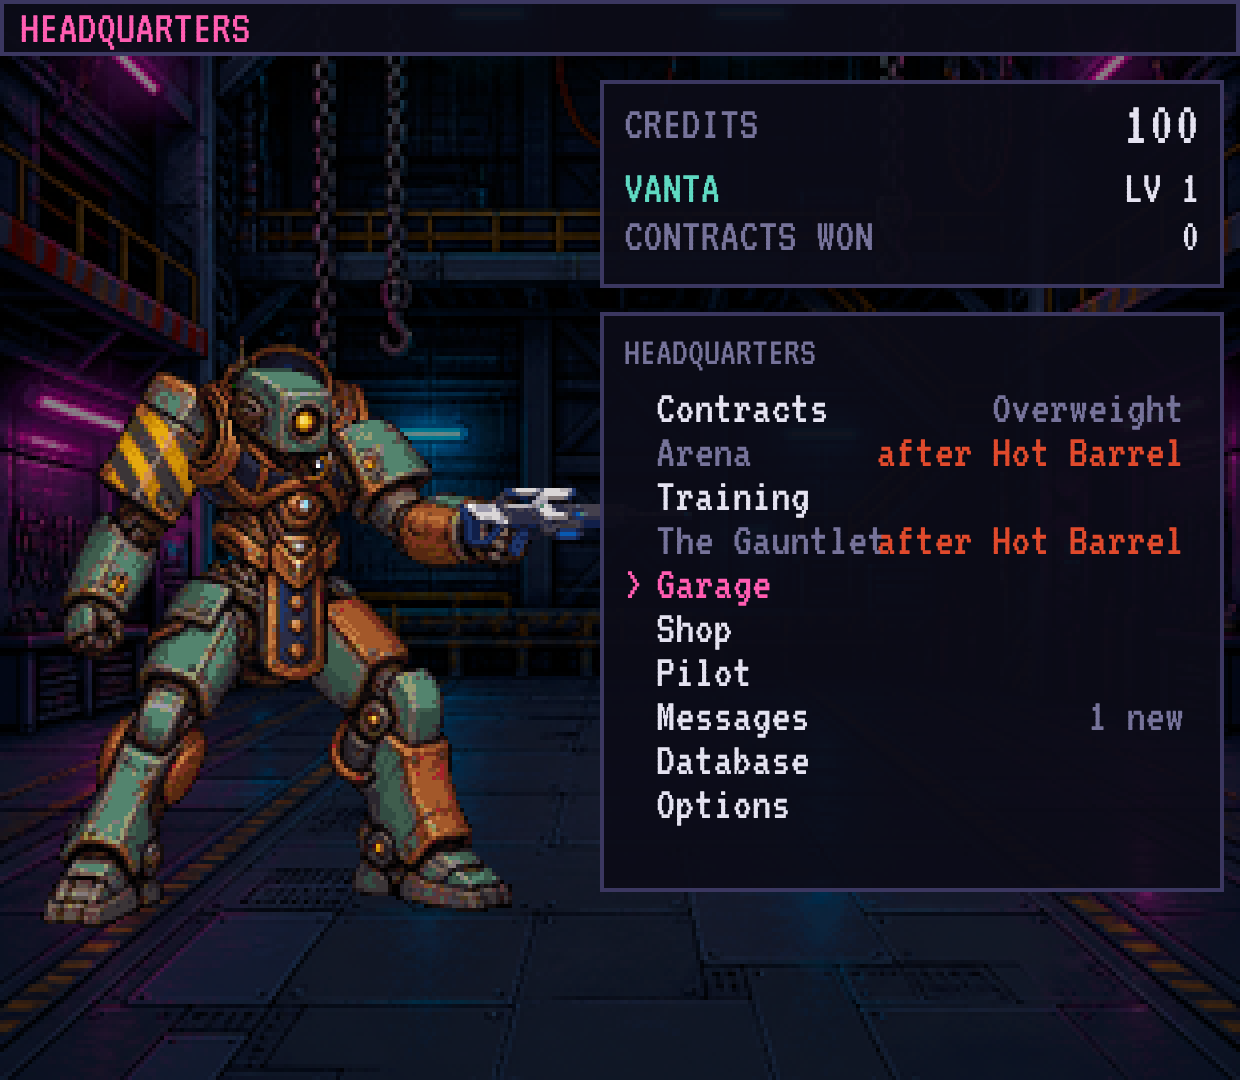 HEADQUARTERS
CREDITS 100
VANTA LV 1
CONTRACTS WON 0
HEADQUARTERS
Contracts Overweight
Arena after Hot Barrel
Training
The Gauntlet after Hot Barrel
> Garage
Shop
Pilot
Messages 1 new
Database
Options